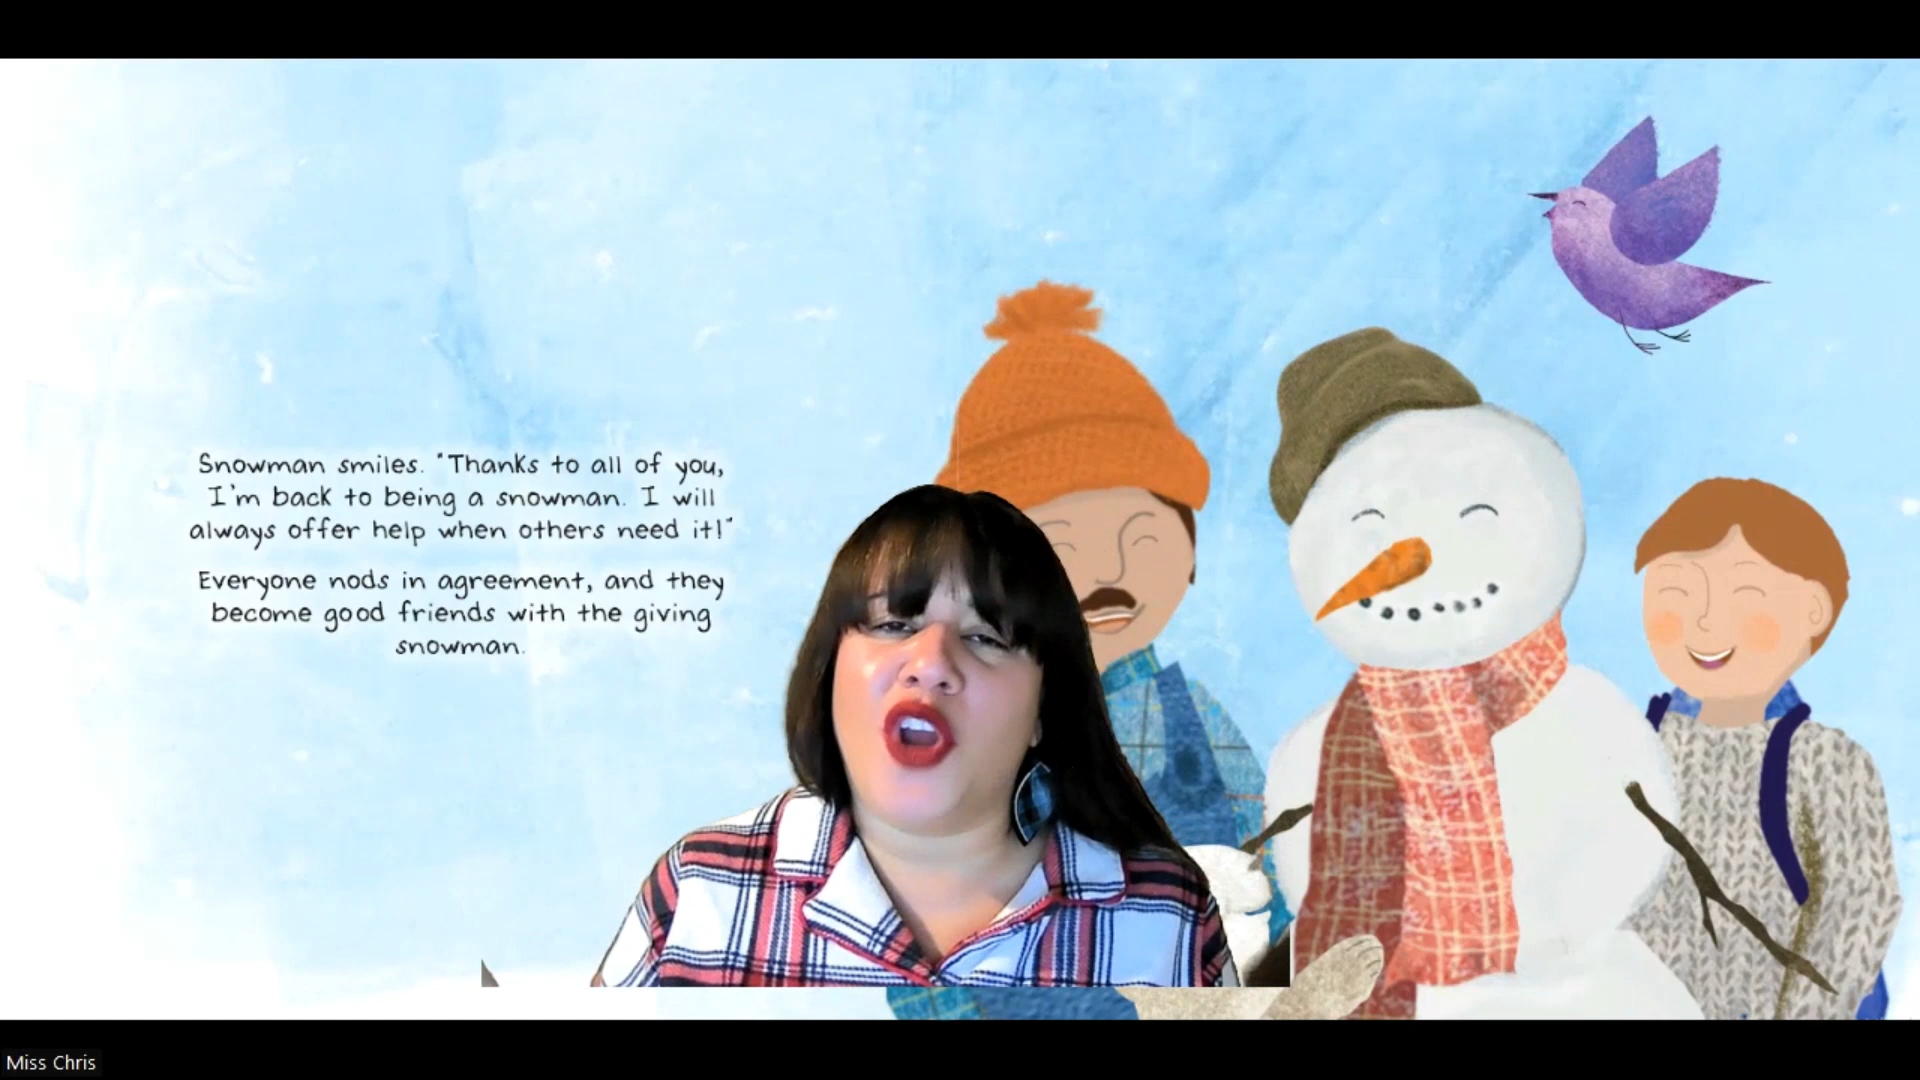 Snowman smiles. "Thanks to all of you,
I'm back to being a snowman. I will
always offer help when others need it!"
Everyone nods in agreement, and they
become good friends with the giving
snowman.
Miss Chris